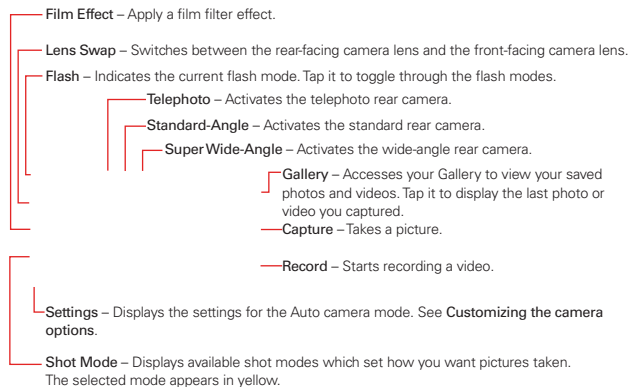 Film Effect – Apply a film filter effect.
Lens Swap – Switches between the rear-facing camera lens and the front-facing camera lens.
Flash – Indicates the current flash mode. Tap it to toggle through the flash modes.
Telephoto – Activates the telephoto rear camera.
Standard-Angle – Activates the standard rear camera.
Super Wide-Angle – Activates the wide-angle rear camera.
Gallery – Accesses your Gallery to view your saved
photos and videos. Tap it to display the last photo or
video you captured.
Capture – Takes a picture.
Record – Starts recording a video.
Settings – Displays the settings for the Auto camera mode. See Customizing the camera
options.
Shot Mode – Displays available shot modes which set how you want pictures taken.
The selected mode appears in yellow.